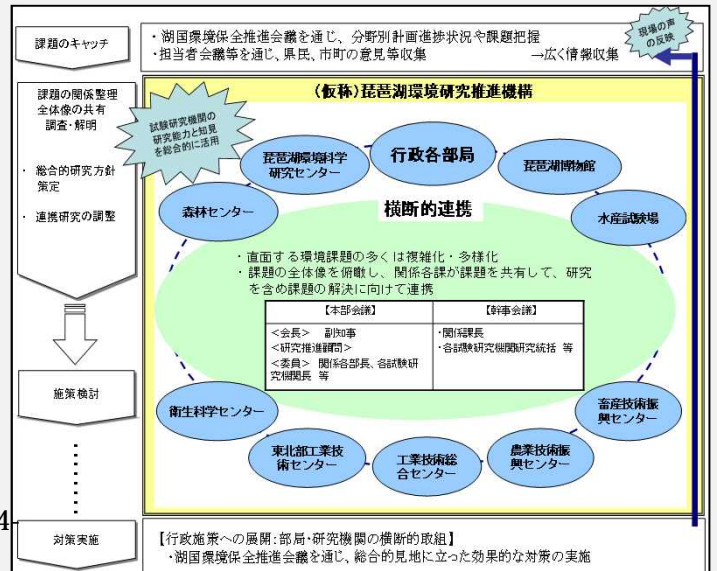 課題のキャッチ
・湖国環境保全推進会議を通じ、分野別計画進捗状況や課題把握
・担当者会議等を通じ、県民、市町の意見等収集　→広く情報収集
現場の声
の反映
課題の関係整理
全体像の共有
調査・解明
・ 総合的研究方針
策定
・ 連携研究の調整
施策検討
対策実施
4-
試験研究機関の
研究能力と知見
を総合的に活用
(仮称)琵琶湖環境研究推進機構
琵琶湖環境科学
研究センター
行政各部局
琵琶湖博物館
森林センター
水産試験場
横断的連携
・直面する環境課題の多くは複雑化・多様化
・課題の全体像を俯瞰し、関係各課が課題を共有して、研究
を含め課題の解決に向けて連携
【本部会議】
<会長>　副知事
<研究推進顧問>
<委員> 関係各部長、各試験研
究機関長 等
【幹事会議】
・関係課長
・各試験研究機関研究統括 等
衛生科学センター
東北部工業技
術センター
工業技術総
合センター
農業技術振
興センター
畜産技術振
興センター
【行政施策への展開:部局・研究機関の横断的取組】
・湖国環境保全推進会議を通じ、総合的見地に立った効果的な対策の実施